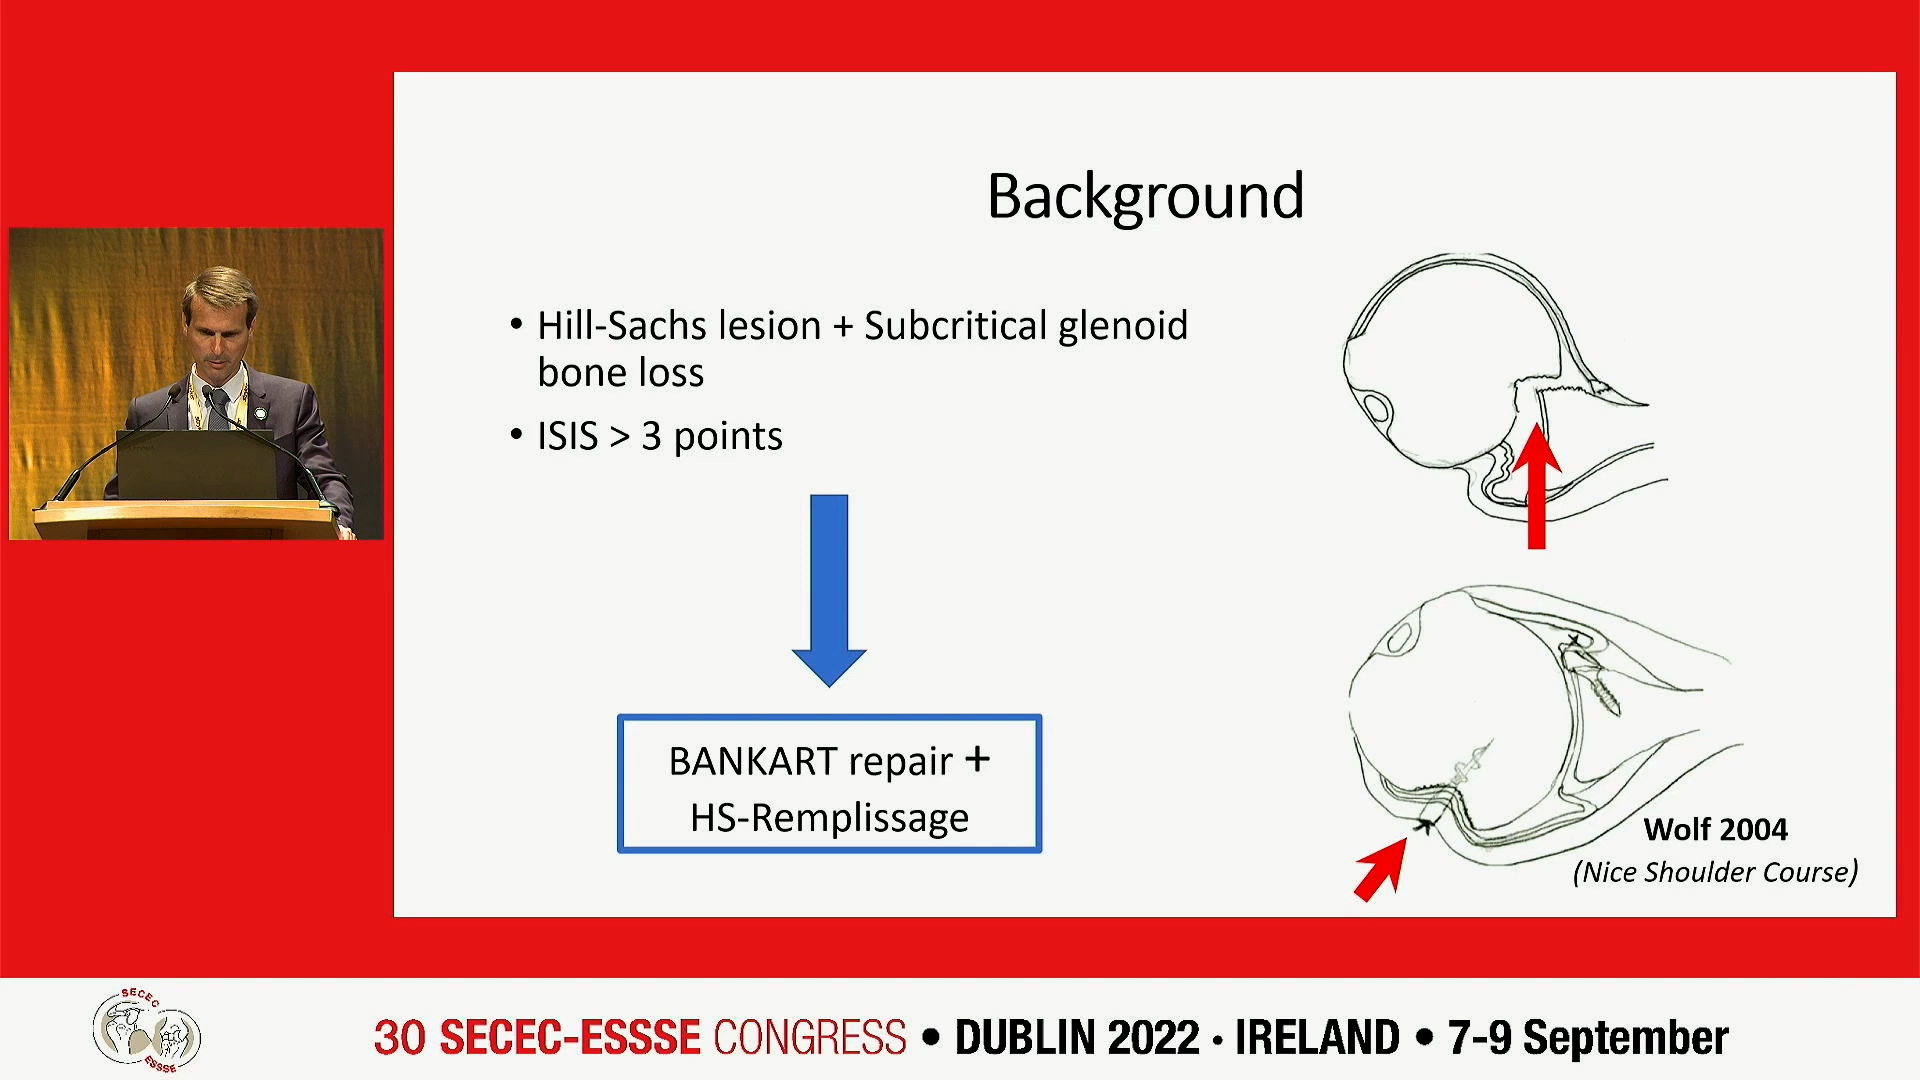 Background
• Hill-Sachs lesion + Subcritical glenoid
bone loss
• ISIS > 3 points
BANKART repair +
HS-Remplissage
Wolf 2004
(Nice Shoulder Course)
SECEC
ESSSE
30 SECEC-ESSSE CONGRESS • DUBLIN 2022 • IRELAND • 7-9 September